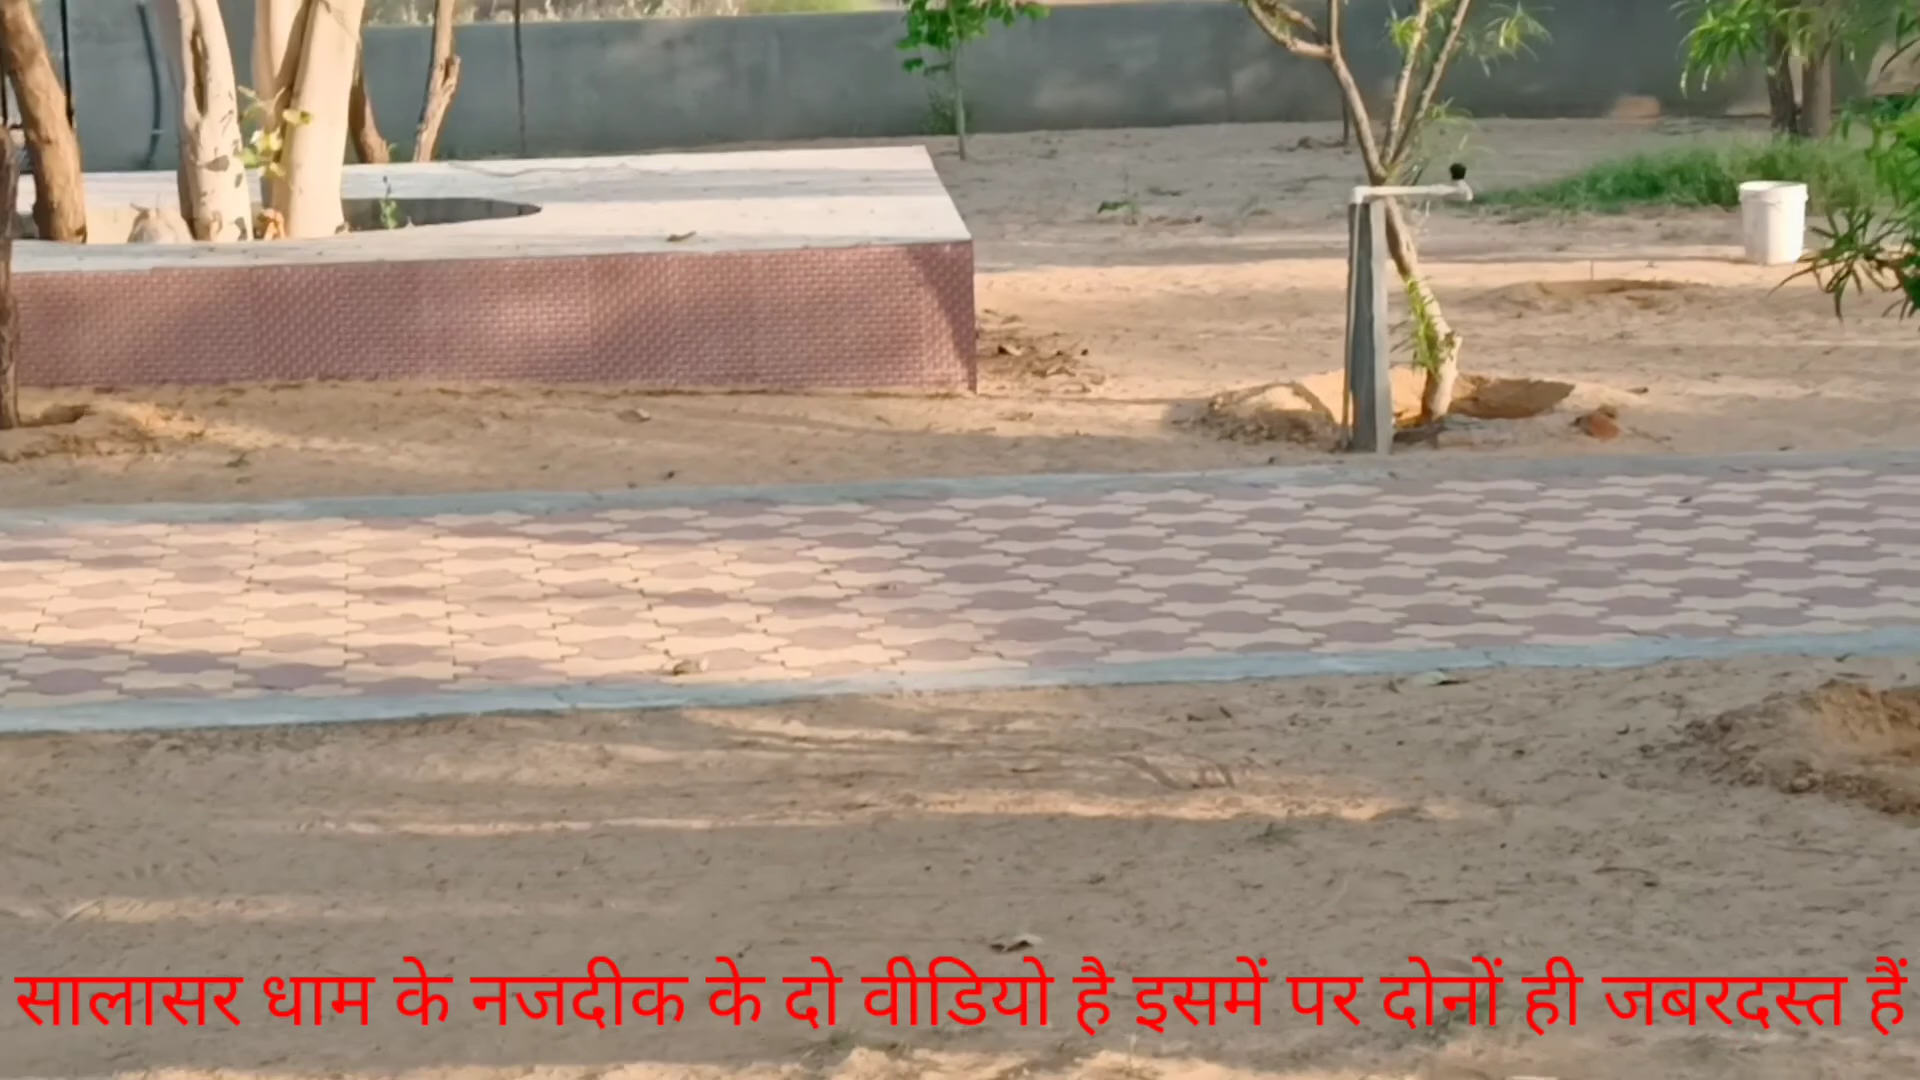 सालासर धाम के नजदीक के दो वीडियो है इसमें पर दोनों ही जबरदस्त हैं